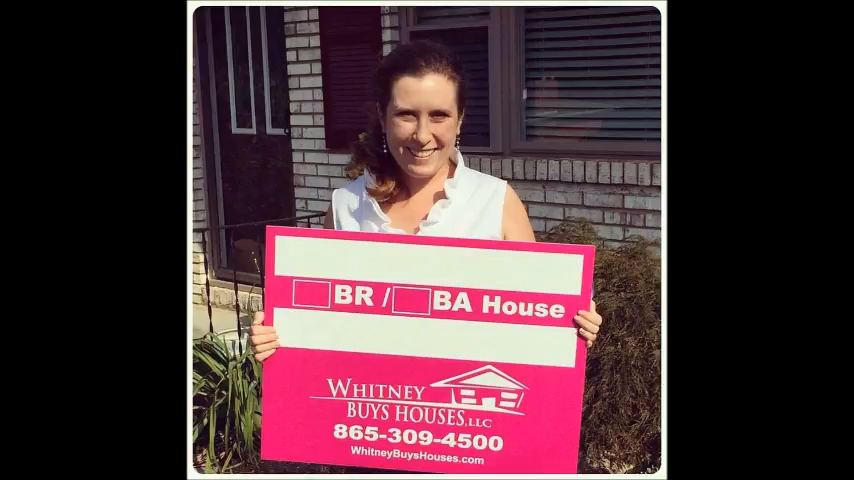 BR / BA House
WHITNEY
BUYS HOUSES, LLC
865-309-4500
WhitneyBuysHouses.com